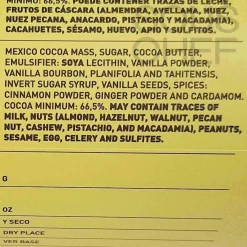 MÍNIMO: 66,5%. PUEDE CONTENER TRAZAS DE LECHE,
FRUTOS DE CÁSCARA (ALMENDRA, AVELLANA, NUEZ,
NUEZ PECANA, ANACARDO, PISTACHO Y MACADAMIA),
CACAHUETES, SÉSAMO, HUEVO, APIO Y SULFITOS.
MEXICO COCOA MASS, SUGAR, COCOA BUTTER,
EMULSIFIER: SOYA LECITHIN, VANILLA POWDER,
VANILLA BOURBON, PLANIFOLIA AND TAHITENSIS,
INVERT SUGAR SYRUP, VANILLA SEEDS, SPICES:
CINNAMON POWDER, GINGER POWDER AND CARDAMOM.
COCOA MINIMUM: 66,5%. MAY CONTAIN TRACES OF
MILK, NUTS (ALMOND, HAZELNUT, WALNUT, PECAN
NUT, CASHEW, PISTACHIO, AND MACADAMIA), PEANUTS,
SESAME, EGG, CELERY AND SULFITES.
G
OZ
Y SECO
DRY PLACE
VER BASE